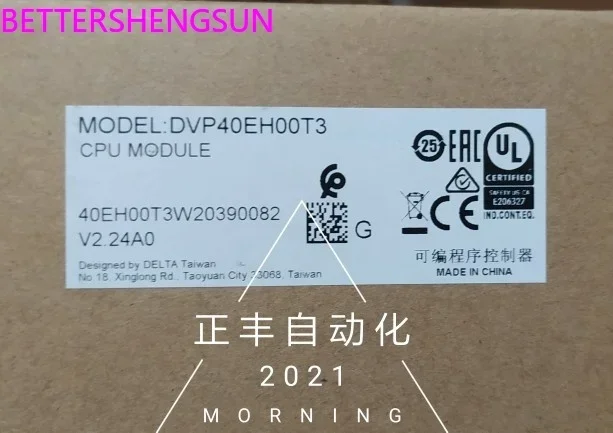 BETTERSHENGSUN
MODEL:DVP40EH00T3
CPU MODULE
40EH00T3W20390082
V2.24A0
G
Designed by DELTA Taiwan
No 18, Xinglong Rd., Taoyuan City 33068, Taiwan
25
EAC
UL
CERTIFIED
SAFETY US CA
E206327
IND.CONT.EQ.
CE
可编程序控制器
MADE IN CHINA
正丰自动化
2021
MORNING